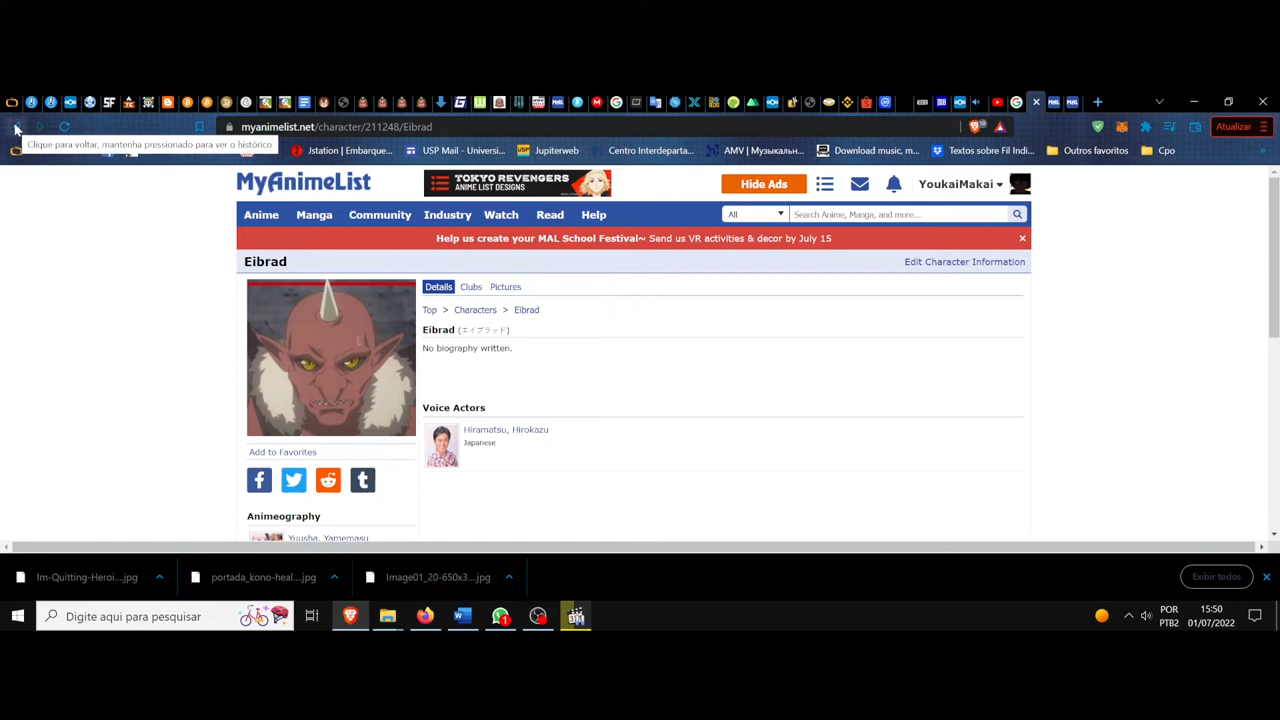 myanimelist.net/character/211248/Eibrad
Atualizar
Clique para voltar, mantenha pressionado para ver o histórico
Jstation | Embarque...
USP Mail - Universi...
Jupiterweb
Centro Interdeparta...
AMV | Музыкальн...
Download music, m...
Textos sobre Fil Indi...
Outros favoritos
Cpo
MyAnimeList
TOKYO REVENGERS
ANIME LIST DESIGNS
Hide Ads
YoukaiMakai
Anime Manga Community Industry Watch Read Help
All
Search Anime, Manga, and more...
Help us create your MAL School Festival~ Send us VR activities & decor by July 15
Eibrad
Edit Character Information
Details Clubs Pictures
Top > Characters > Eibrad
Eibrad (エイブラッド)
No biography written.
Voice Actors
Hiramatsu, Hirokazu
Japanese
Add to Favorites
Animeography
Yuusha, Yamemasu
Im-Quitting-Heroi....jpg
portada_kono-heal....jpg
Image01_20-650x3....jpg
Exibir todos
Digite aqui para pesquisar
POR
PTB2
15:50
01/07/2022